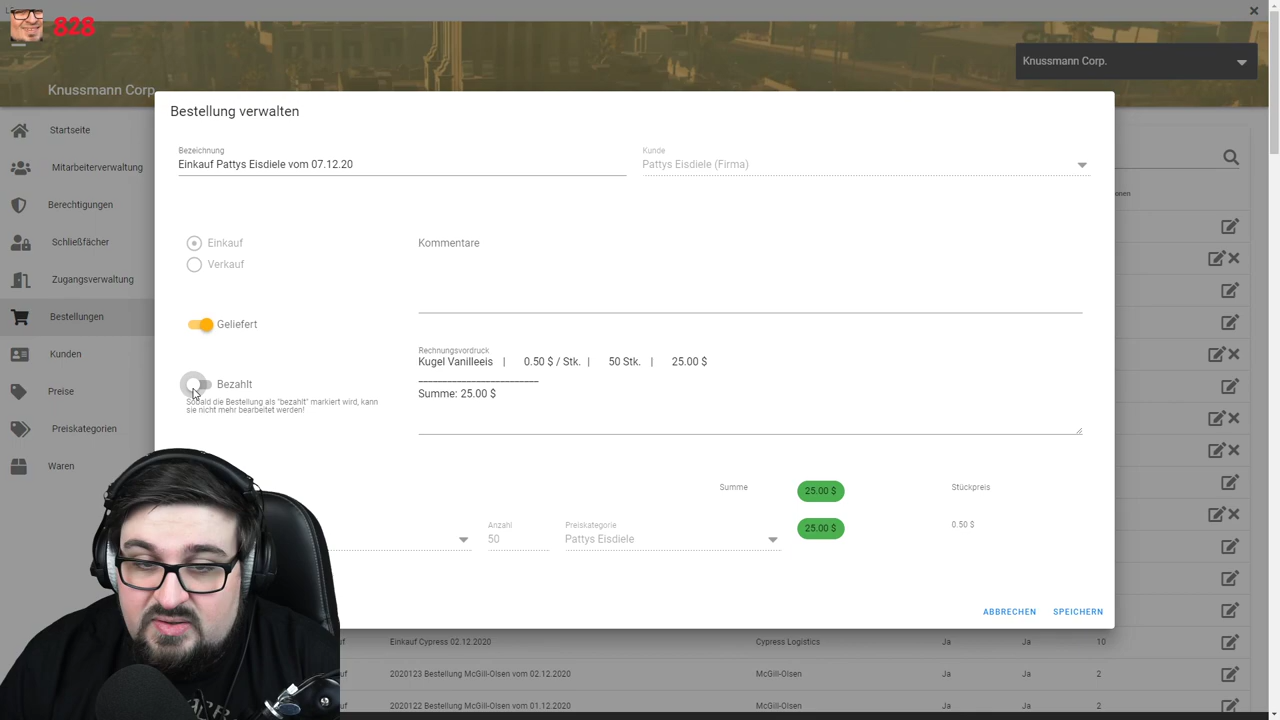 828
Knussmann Corp.
Knussmann Corp.
Startseite
Mitarbeiterverwaltung
Berechtigungen
Schließfächer
Zugangsverwaltung
Bestellungen
Kunden
Preise
Preiskategorien
Waren
Bestellung verwalten
Bezeichnung
Einkauf Pattys Eisdiele vom 07.12.20
Kunde
Pattys Eisdiele (Firma)
Einkauf
Verkauf
Kommentare
Geliefert
Bezahlt
Sobald die Bestellung als "bezahlt" markiert wird, kann
sie nicht mehr bearbeitet werden!
Rechnungsvordruck
Kugel Vanilleeis | 0.50 $ / Stk. | 50 Stk. | 25.00 $
_________________________
Summe: 25.00 $
Summe 25.00 $ Stückpreis
Anzahl
50
Preiskategorie
Pattys Eisdiele
25.00 $ 0.50 $
ABBRECHEN SPEICHERN
Einkauf Cypress 02.12.2020 Cypress Logistics Ja Ja 10
2020123 Bestellung McGill-Olsen vom 02.12.2020 McGill-Olsen Ja Ja 2
2020122 Bestellung McGill-Olsen vom 01.12.2020 McGill-Olsen Ja Ja 2